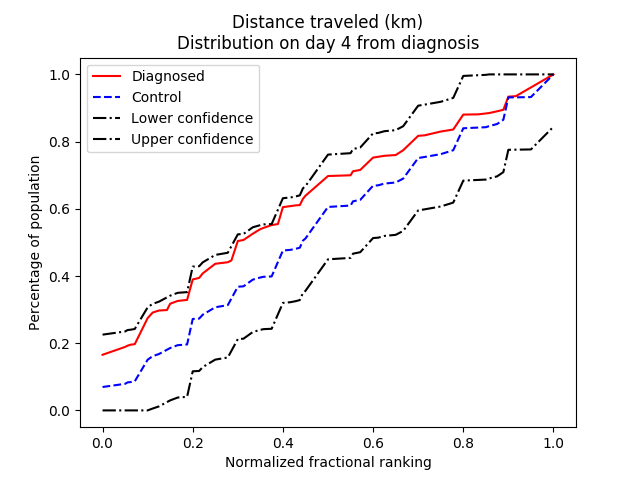 Distance traveled (km)
Distribution on day 4 from diagnosis
Diagnosed
Control
Lower confidence
Upper confidence
Percentage of population
1.0
0.8
0.6
0.4
0.2
0.0
0.0 0.2 0.4 0.6 0.8 1.0
Normalized fractional ranking